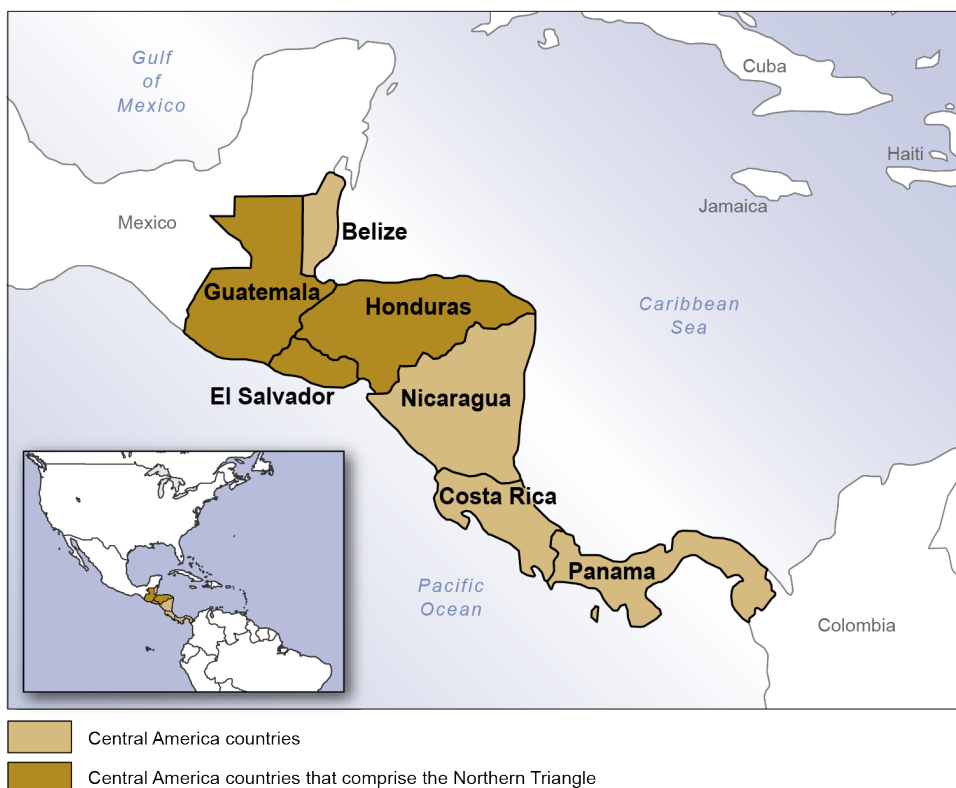 Gulf
of
Mexico
Cuba
Haiti
Jamaica
Mexico
Belize
Guatemala
Honduras
Caribbean
Sea
El Salvador
Nicaragua
Costa Rica
Panama
Pacific
Ocean
Colombia
Central America countries
Central America countries that comprise the Northern Triangle